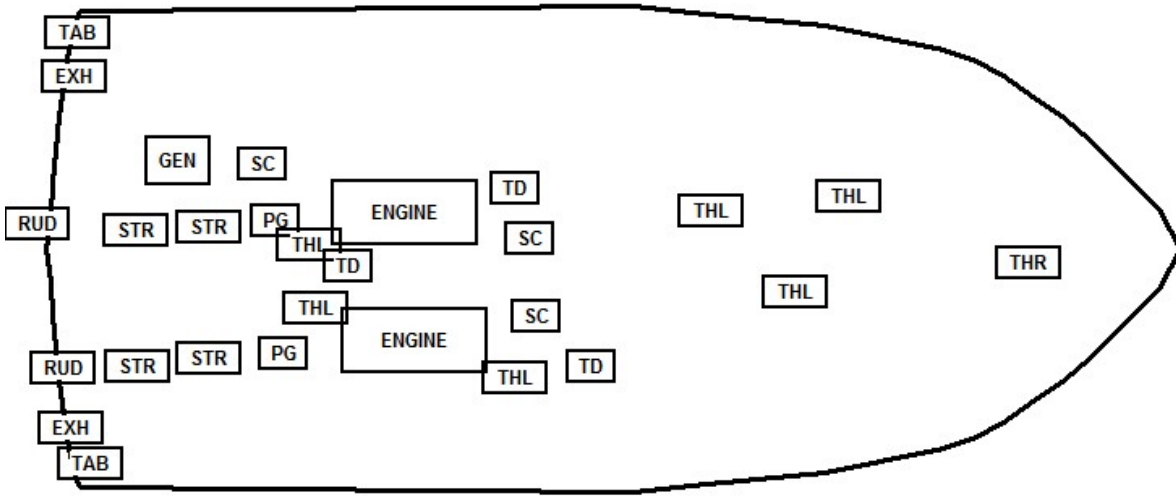 TAB
EXH
GEN
SC
TD
ENGINE
THL
THL
RUD
STR
STR
PG
THL
SC
TD
THR
THL
THL
SC
ENGINE
RUD
STR
STR
PG
THL
TD
EXH
TAB